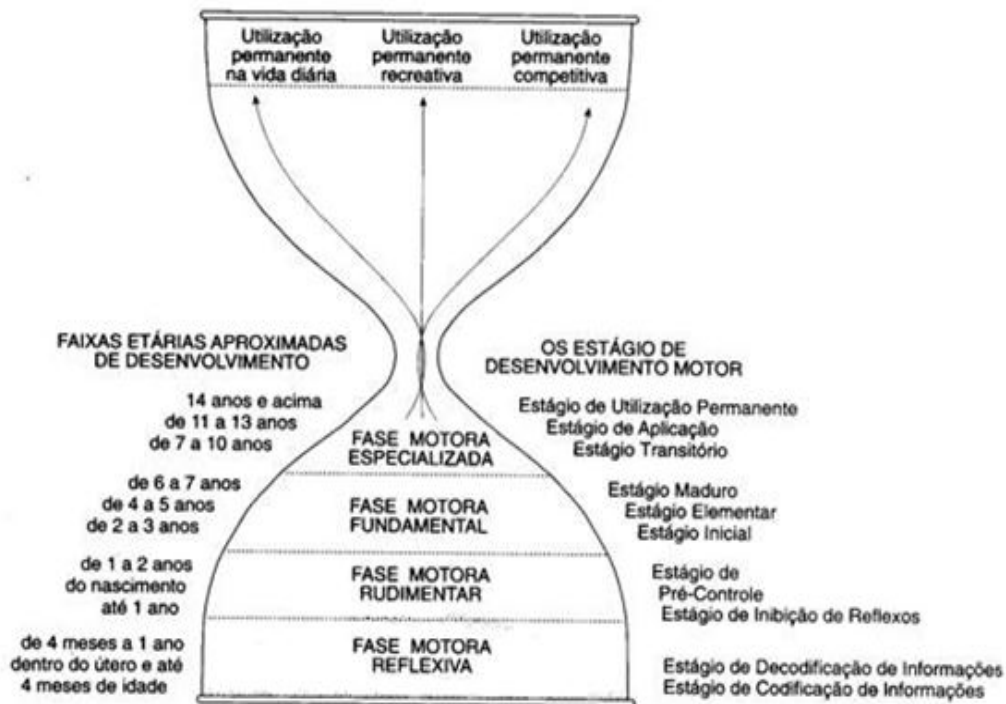 Utilização permanente na vida diária
Utilização permanente recreativa
Utilização permanente competitiva
FAIXAS ETÁRIAS APROXIMADAS
DE DESENVOLVIMENTO
OS ESTÁGIO DE
DESENVOLVIMENTO MOTOR
14 anos e acima
de 11 a 13 anos
de 7 a 10 anos
FASE MOTORA
ESPECIALIZADA
Estágio de Utilização Permanente
Estágio de Aplicação
Estágio Transitório
de 6 a 7 anos
de 4 a 5 anos
de 2 a 3 anos
FASE MOTORA
FUNDAMENTAL
Estágio Maduro
Estágio Elementar
Estágio Inicial
de 1 a 2 anos
do nascimento
até 1 ano
FASE MOTORA
RUDIMENTAR
Estágio de
Pré-Controle
Estágio de Inibição de Reflexos
de 4 meses a 1 ano
dentro do útero e até
4 meses de idade
FASE MOTORA
REFLEXIVA
Estágio de Decodificação de Informações
Estágio de Codificação de Informações